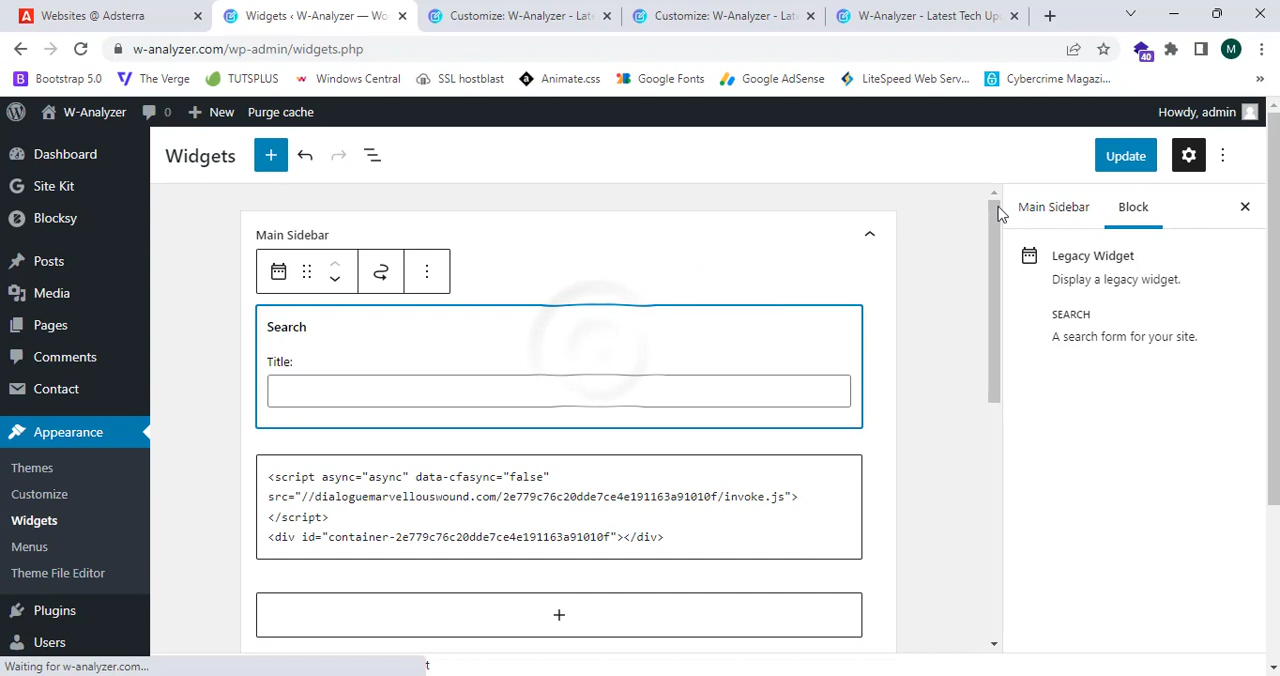 Websites @ Adsterra
Widgets ‹ W-Analyzer — Wo
Customize: W-Analyzer - Late
Customize: W-Analyzer - La
W-Analyzer - Latest Tech Up
w-analyzer.com/wp-admin/widgets.php
40
M
Bootstrap 5.0
The Verge
TUTSPLUS
Windows Central
SSL hostblast
Animate.css
Google Fonts
Google AdSense
LiteSpeed Web Serv...
Cybercrime Magazi...
»
W-Analyzer
0
New
Purge cache
Howdy, admin
Dashboard
Site Kit
Blocksy
Posts
Media
Pages
Comments
Contact
Appearance
Themes
Customize
Widgets
Menus
Theme File Editor
Plugins
Users
Widgets
Update
Main Sidebar
Search
Title:
<script async="async" data-cfasync="false"
src="//dialoguemarvellouswound.com/2e779c76c20dde7ce4e191163a91010f/invoke.js">
</script>
<div id="container-2e779c76c20dde7ce4e191163a91010f"></div>
Main Sidebar
Block
Legacy Widget
Display a legacy widget.
SEARCH
A search form for your site.
Waiting for w-analyzer.com...